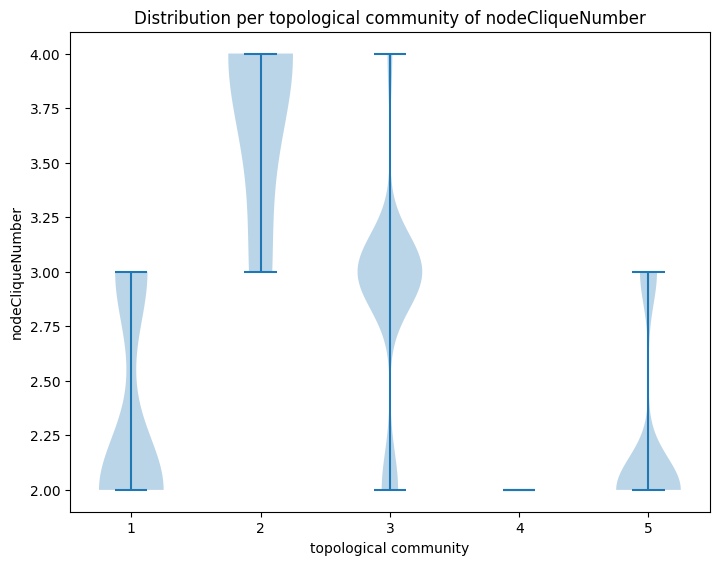 Distribution per topological community of nodeCliqueNumber
4.00
3.75
3.50
3.25
3.00
2.75
2.50
2.25
2.00
nodeCliqueNumber
1 2 3 4 5
topological community